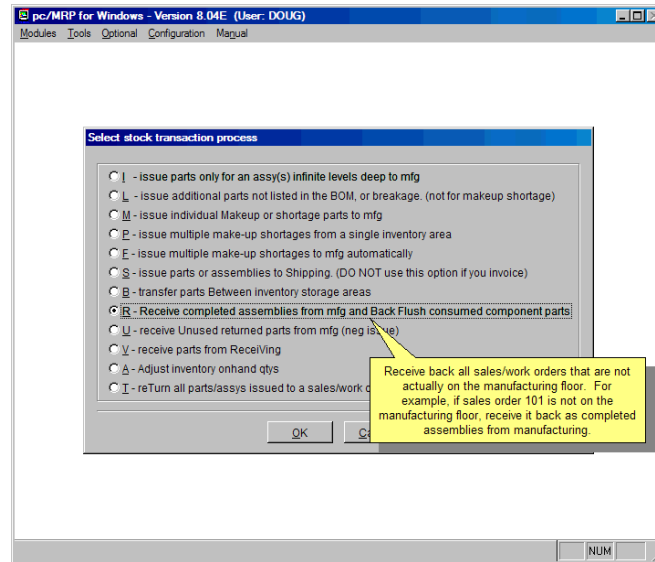 pc/MRP for Windows - Version 8.04E (User: DOUG)
Modules Tools Optional Configuration Manual
Select stock transaction process
I - issue parts only for an assy(s) infinite levels deep to mfg
L - issue additional parts not listed in the BOM, or breakage. (not for makeup shortage)
M - issue individual Makeup or shortage parts to mfg
P - issue multiple make-up shortages from a single inventory area
F - issue multiple make-up shortages to mfg automatically
S - issue parts or assemblies to Shipping. (DO NOT use this option if you invoice)
B - transfer parts Between inventory storage areas
R - Receive completed assemblies from mfg and Back Flush consumed component parts
U - receive Unused returned parts from mfg (neg issue)
V - receive parts from ReceiVing
A - Adjust inventory onhand qtys
T - reTurn all parts/assys issued to a sales/work
Receive back all sales/work orders that are not
actually on the manufacturing floor. For
example, if sales order 101 is not on the
manufacturing floor, receive it back as completed
assemblies from manufacturing.
OK
NUM